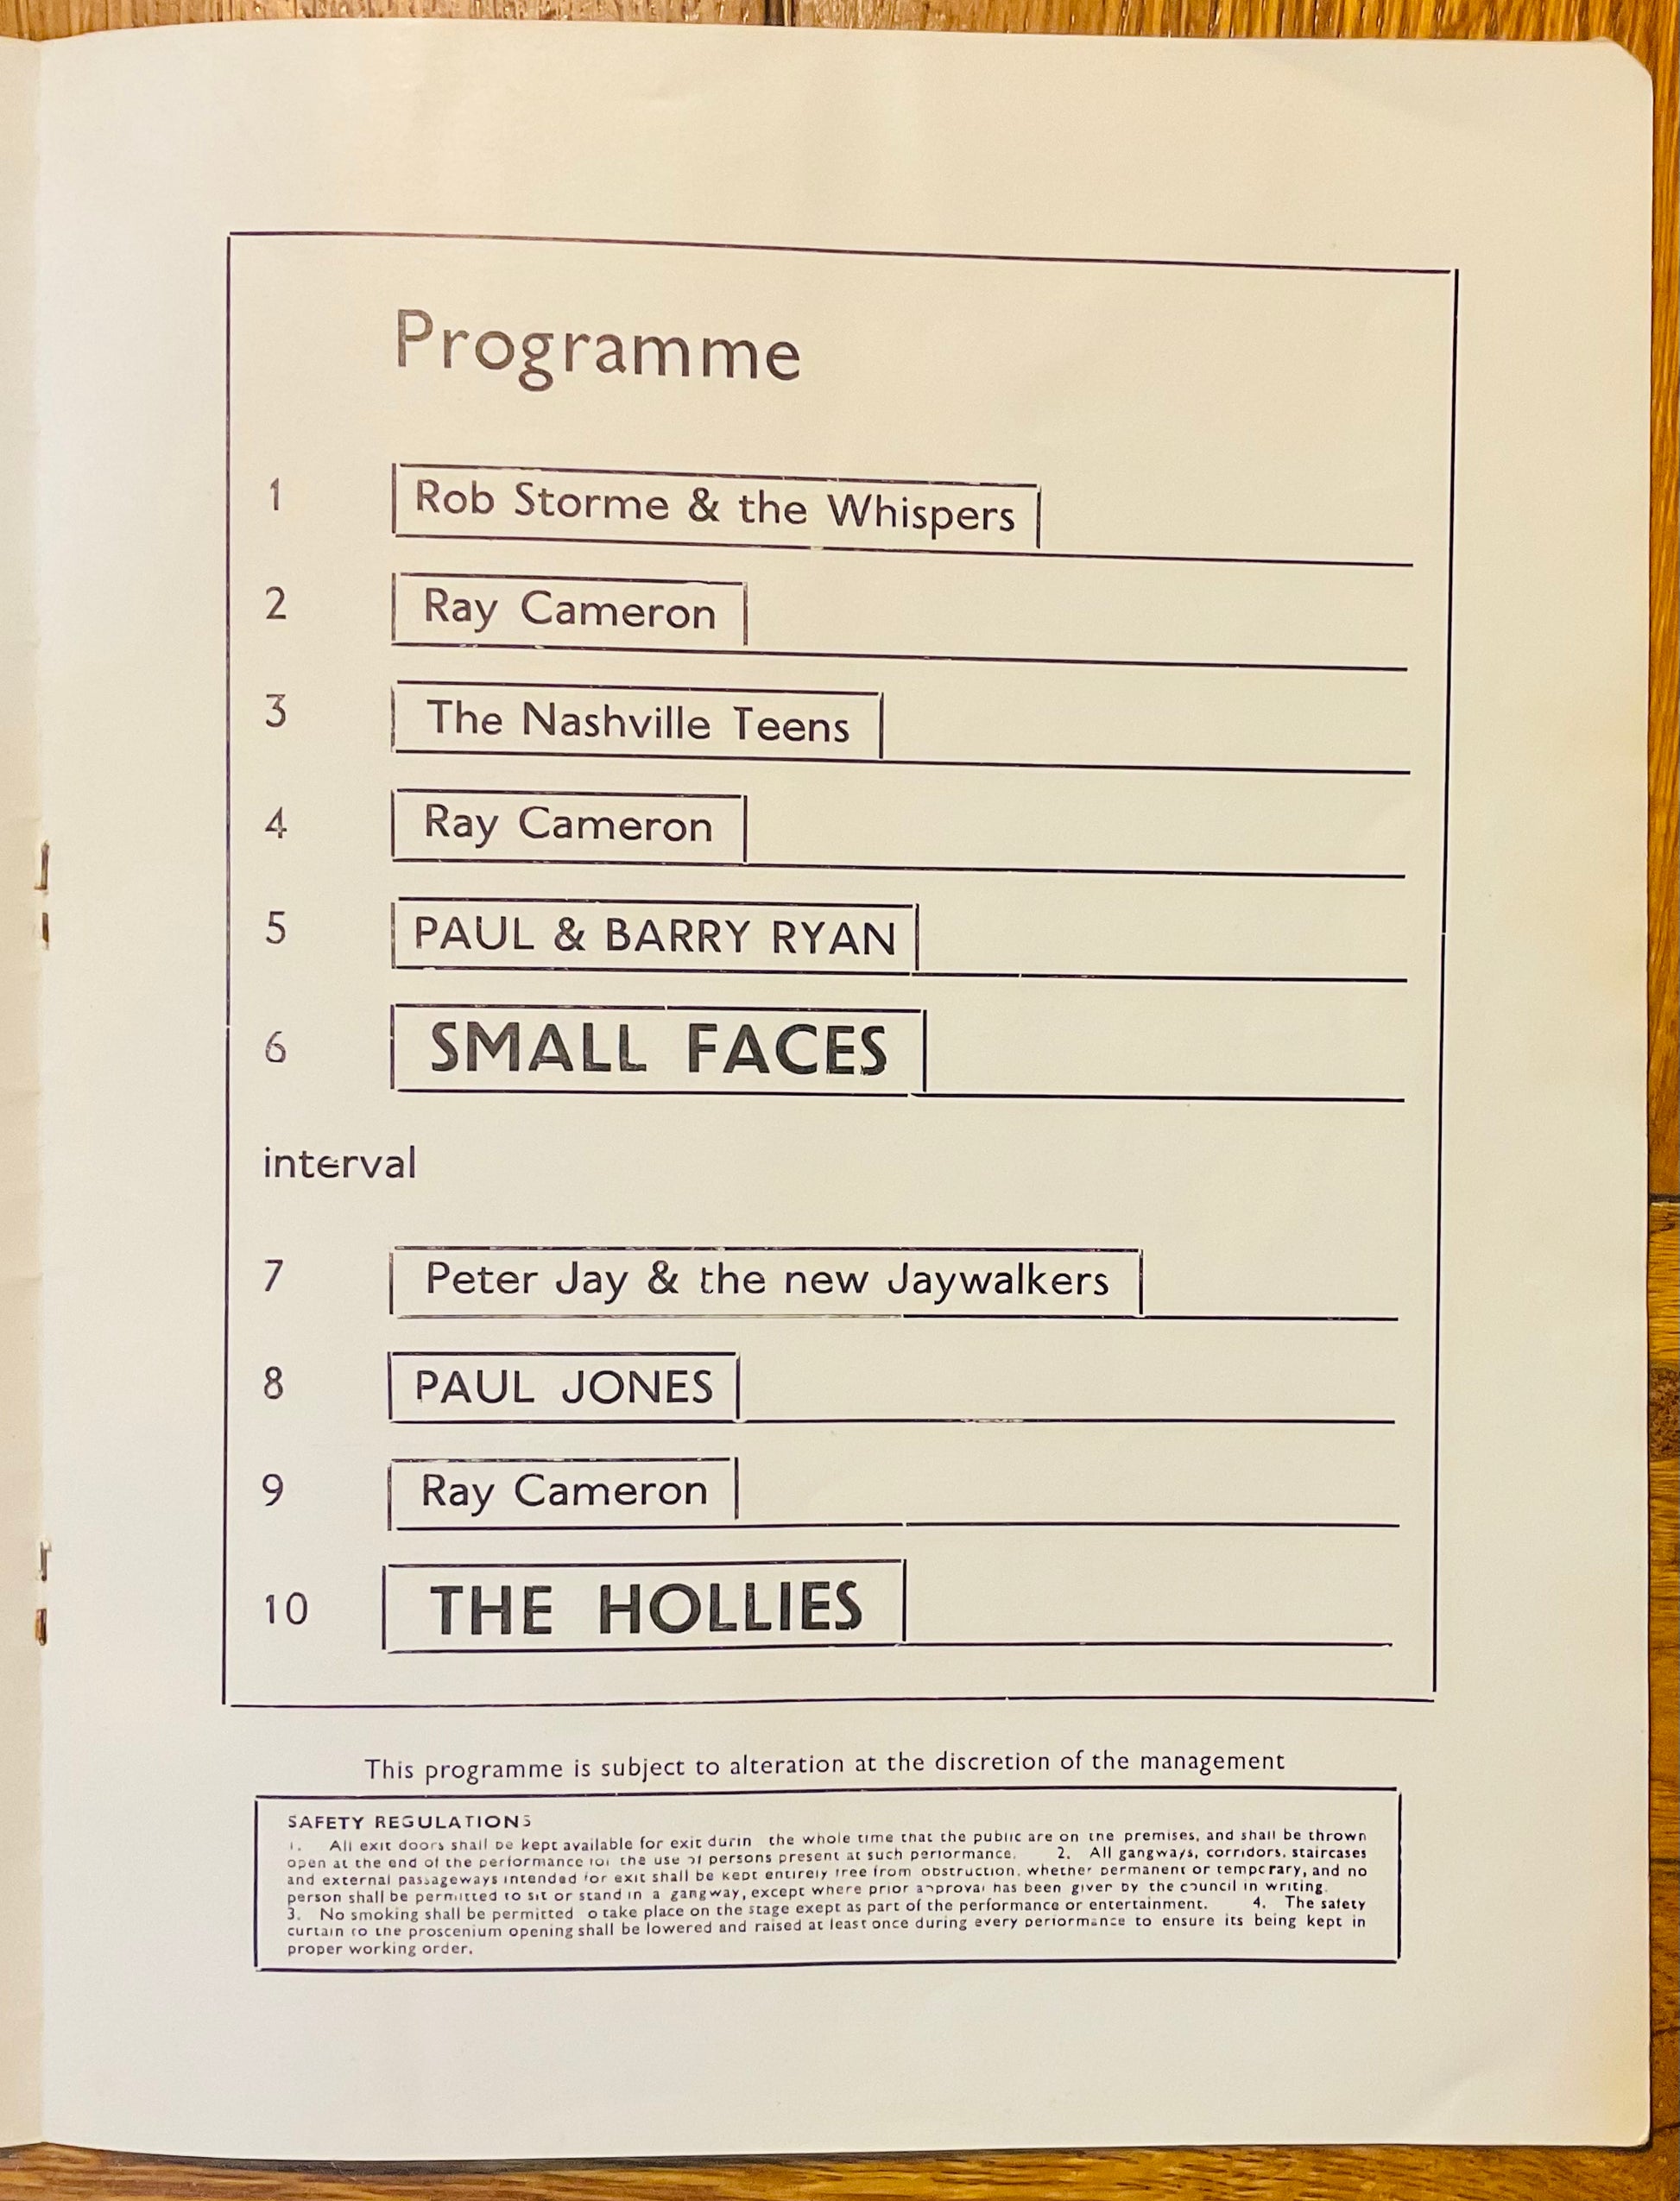 Programme
1 Rob Storme & the Whispers
2 Ray Cameron
3 The Nashville Teens
4 Ray Cameron
5 PAUL & BARRY RYAN
6 SMALL FACES
interval
7 Peter Jay & the new Jaywalkers
8 PAUL JONES
9 Ray Cameron
10 THE HOLLIES
This programme is subject to alteration at the discretion of the management
SAFETY REGULATIONS
1. All exit doors shall be kept available for exit durin the whole time that the public are on the premises, and shall be thrown
open at the end of the performance for the use of persons present at such performance. 2. All gangways, corridors, staircases
and external passageways intended for exit shall be kept entirely free from obstruction, whether permanent or temporary, and no
person shall be permitted to sit or stand in a gangway, except where prior approval has been given by the council in writing.
3. No smoking shall be permitted o take place on the stage exept as part of the performance or entertainment. 4. The safety
curtain to the proscenium opening shall be lowered and raised at least once during every performance to ensure its being kept in
proper working order.